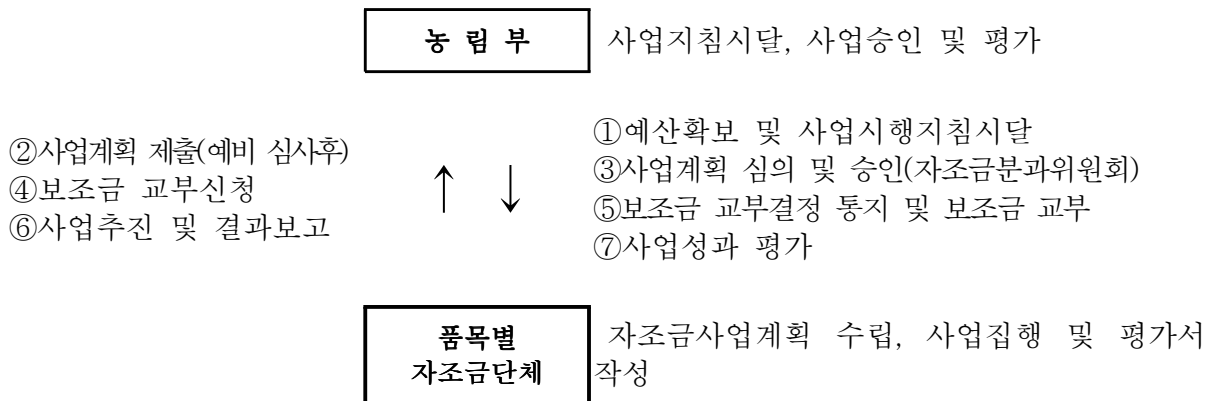 농 림 부
사업지침시달, 사업승인 및 평가
②사업계획 제출(예비 심사후)
④보조금 교부신청
⑥사업추진 및 결과보고
↑ ↓
①예산확보 및 사업시행지침시달
③사업계획 심의 및 승인(자조금분과위원회)
⑤보조금 교부결정 통지 및 보조금 교부
⑦사업성과 평가
품목별
자조금단체
자조금사업계획 수립, 사업집행 및 평가서
작성